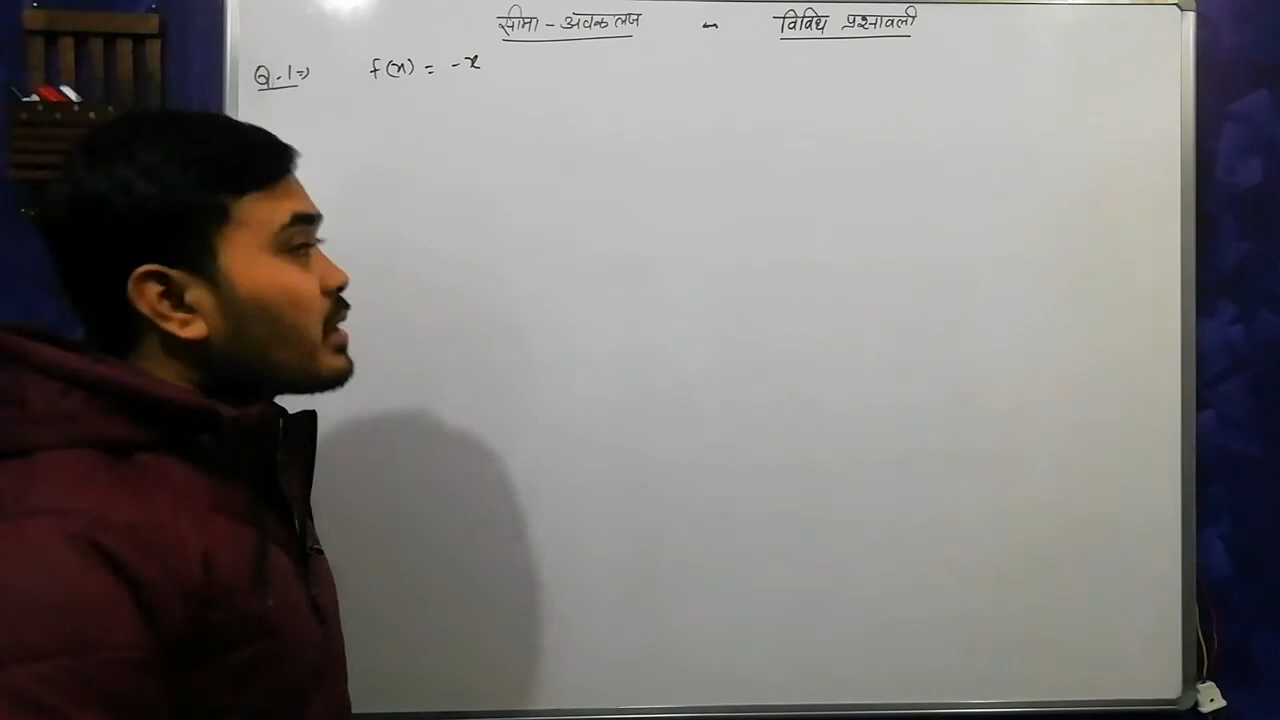 सीमा - अवकलज - विविध प्रश्नावली
Q.1⇒ f(x) = -x